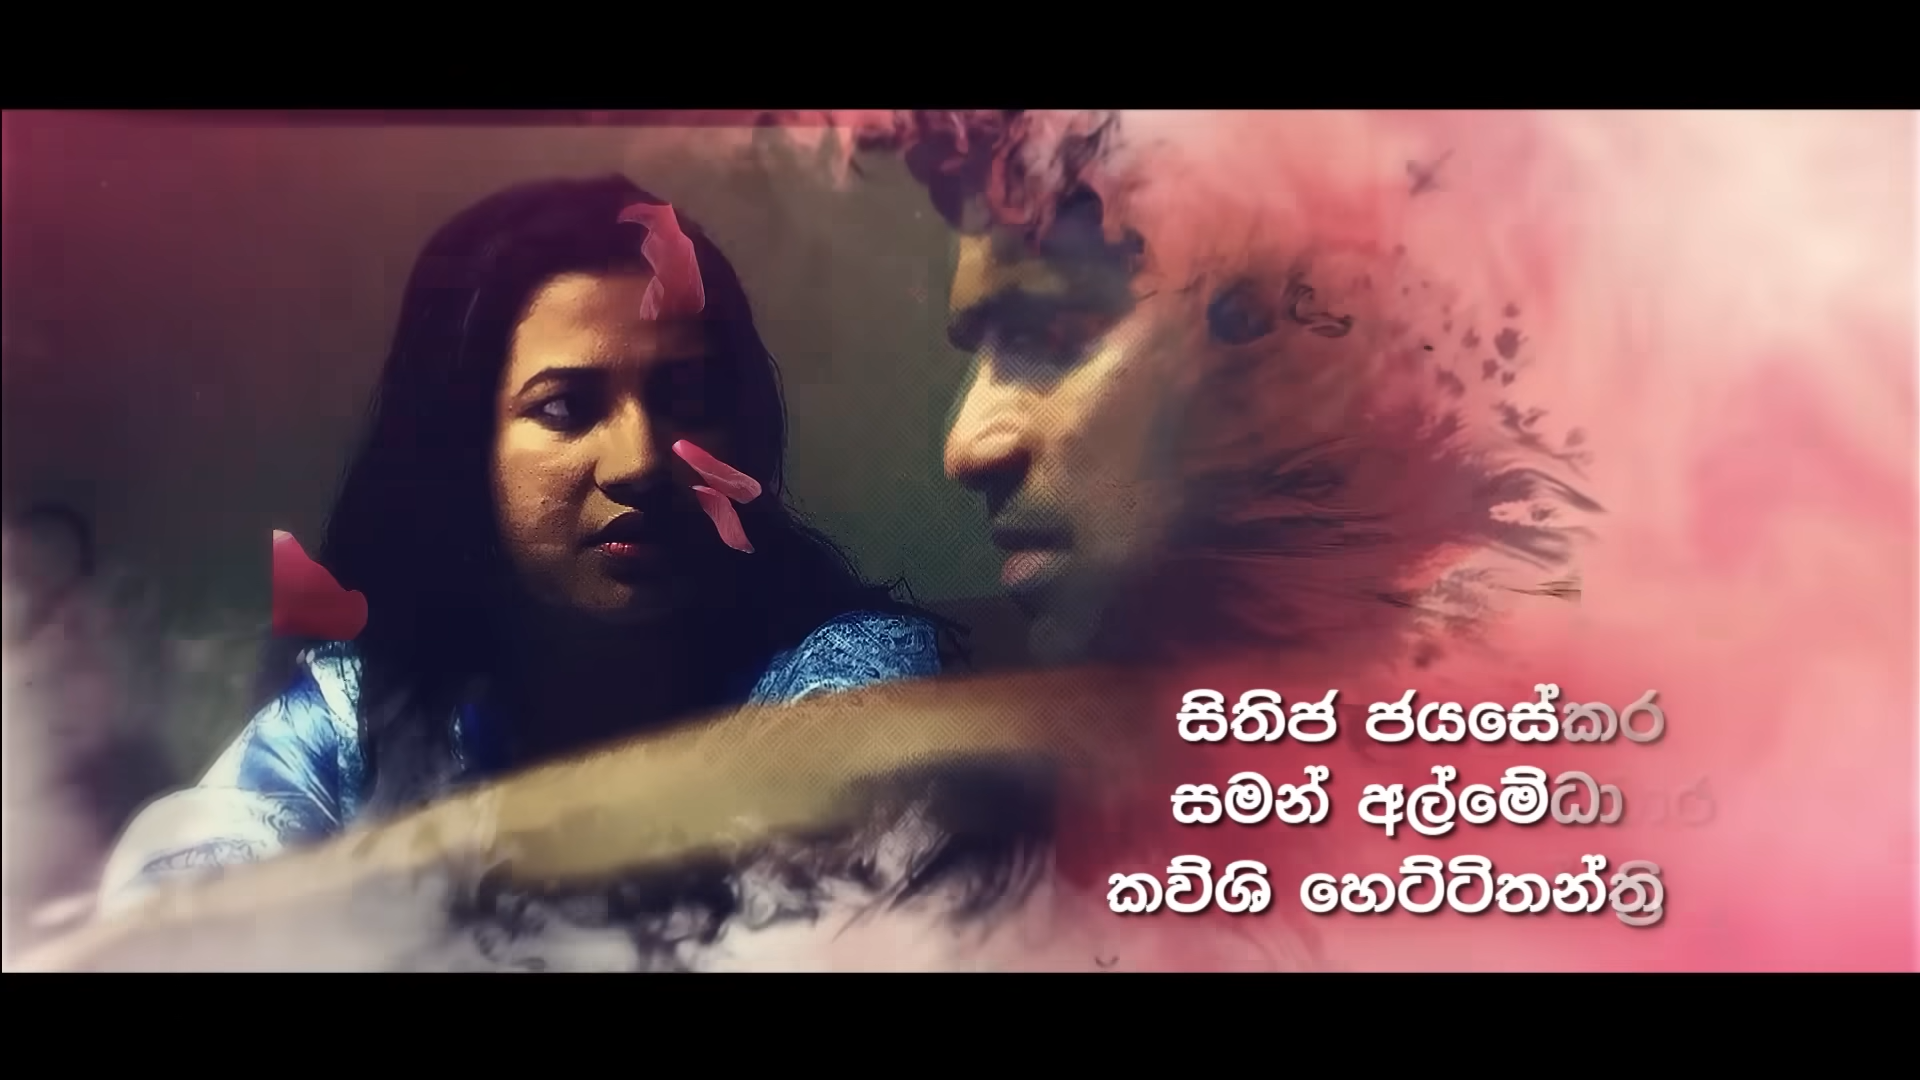 සිතිජ ජයසේකර
සමන් අල්මේධා
කව්ශි හෙට්ටිතන්ත්‍රි